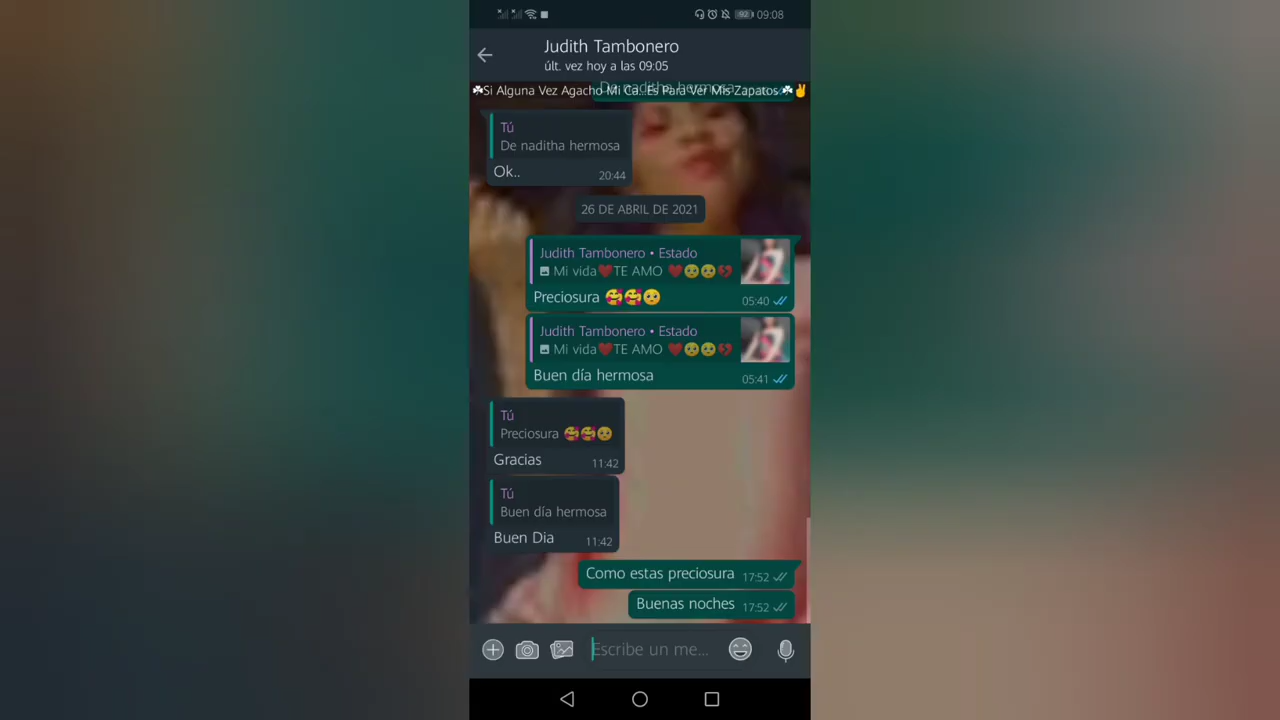 92 09:08
Judith Tambonero
últ. vez hoy a las 09:05
De naditha hermosa
☘Si Alguna Vez Agacho Mi Ca..Es Para Ver Mis Zapatos☘✌
Tú
De naditha hermosa
Ok..
20:44
26 DE ABRIL DE 2021
Judith Tambonero • Estado
Mi vida❤TE AMO ❤🥺🥺💔
Preciosura 🥰🥰🥺
05:40
Judith Tambonero • Estado
Mi vida❤TE AMO ❤🥺🥺💔
Buen día hermosa
05:41
Tú
Preciosura 🥰🥰🥺
Gracias
11:42
Tú
Buen día hermosa
Buen Dia
11:42
Como estas preciosura 17:52
Buenas noches 17:52
Escribe un me...